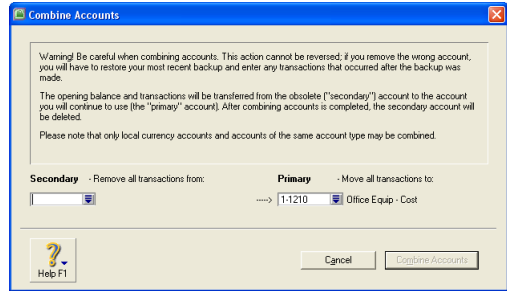 Combine Accounts
Warning! Be careful when combining accounts. This action cannot be reversed; if you remove the wrong account,
you will have to restore your most recent backup and enter any transactions that occurred after the backup was
made.
The opening balance and transactions will be transferred from the obsolete ("secondary") account to the account
you will continue to use (the "primary" account). After combining accounts is completed, the secondary account will
be deleted.
Please note that only local currency accounts and accounts of the same account type may be combined.
Secondary - Remove all transactions from: Primary - Move all transactions to:
----> 1-1210 Office Equip - Cost
Help F1 Cancel Combine Accounts